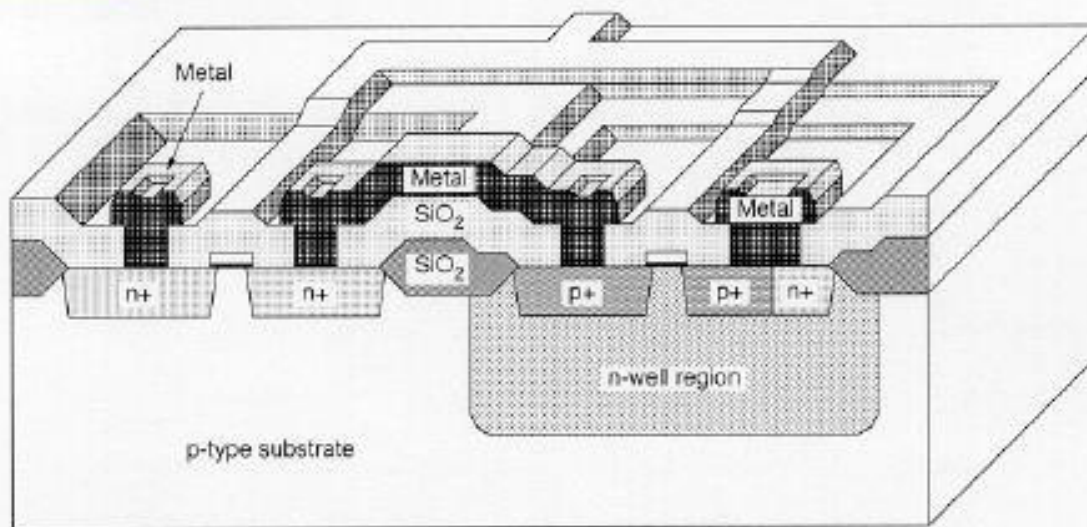 Metal
Metal
SiO2
Metal
SiO2
n+
n+
p+
p+
n+
n-well region
p-type substrate